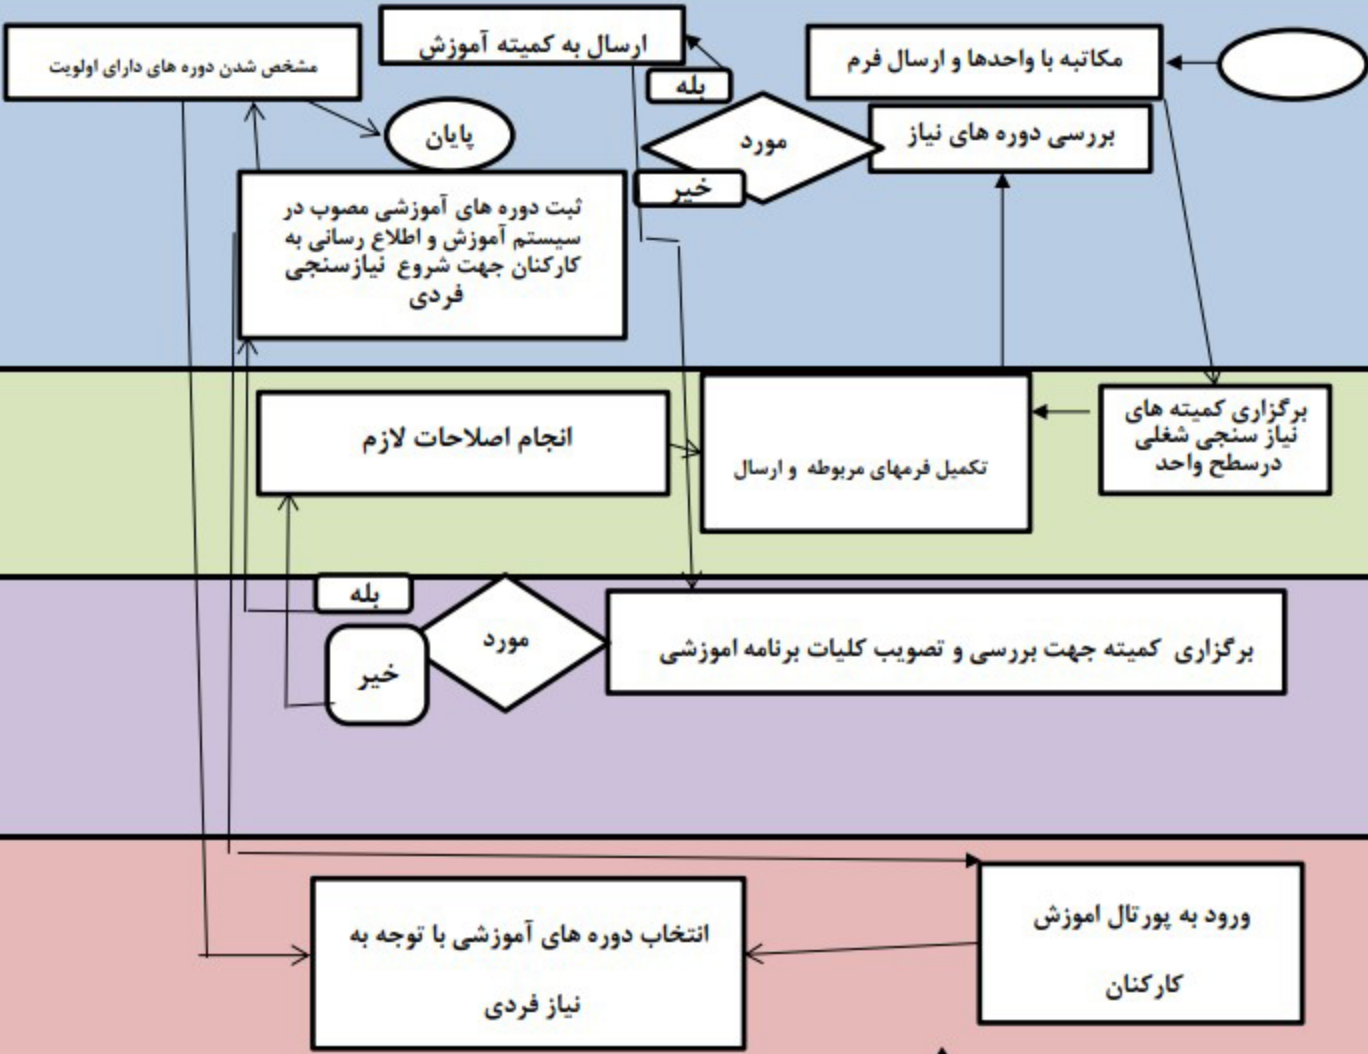 مکاتبه با واحدها و ارسال فرم
ارسال به کمیته آموزش
مشخص شدن دوره های دارای اولویت
بله
بررسی دوره های نیاز
مورد
پایان
خیر
ثبت دوره های آموزشی مصوب در
سیستم آموزش و اطلاع رسانی به
کارکنان جهت شروع نیازسنجی
فردی
برگزاری کمیته های
نیاز سنجی شغلی
درسطح واحد
تکمیل فرمهای مربوطه و ارسال
انجام اصلاحات لازم
برگزاری کمیته جهت بررسی و تصویب کلیات برنامه اموزشی
مورد
بله
خیر
ورود به پورتال اموزش
کارکنان
انتخاب دوره های آموزشی با توجه به
نیاز فردی